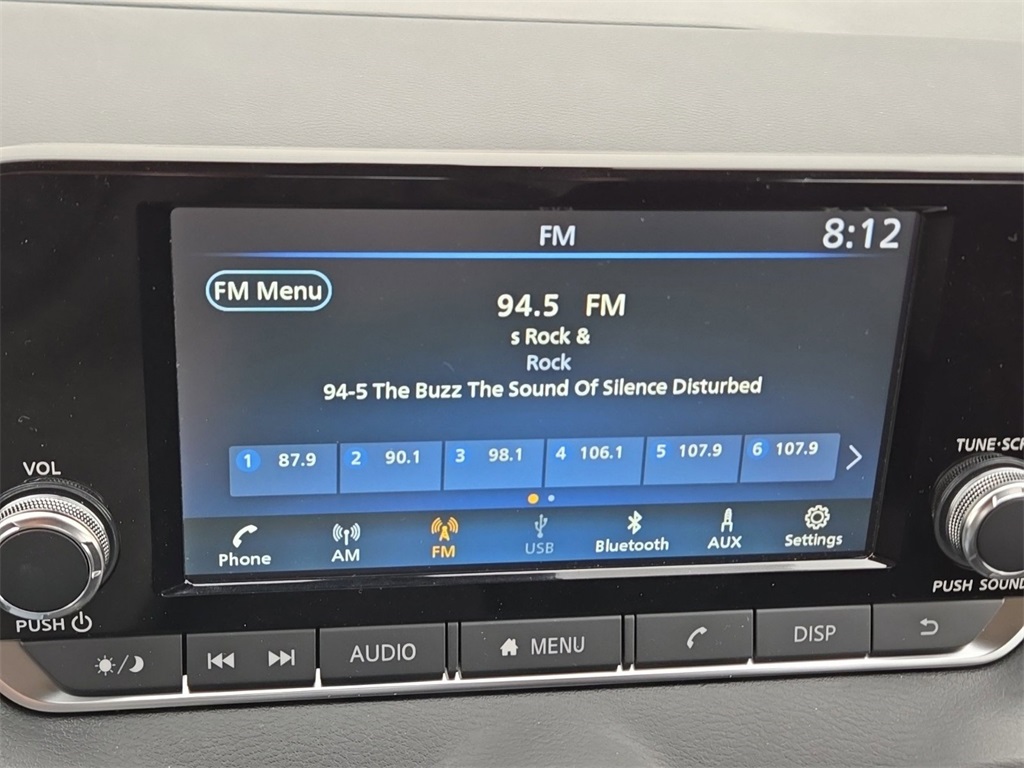 FM
8:12
FM Menu
94.5 FM
s Rock &
Rock
94-5 The Buzz The Sound Of Silence Disturbed
1 87.9
2 90.1
3 98.1
4 106.1
5 107.9
6 107.9
Phone
AM
FM
USB
Bluetooth
AUX
Settings
VOL
PUSH
TUNE·SCR
PUSH SOUND
AUDIO
MENU
DISP